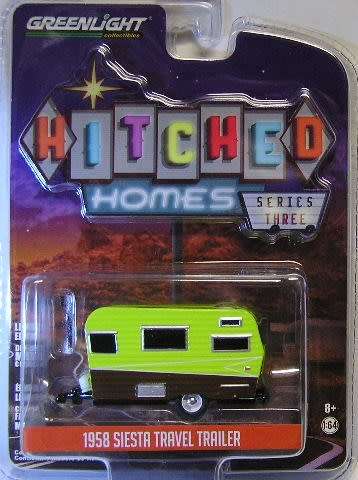 GREENLIGHT
collectibles
HITCHED
HOMES
SERIES
THREE
1958 SIESTA TRAVEL TRAILER
8+
1:64